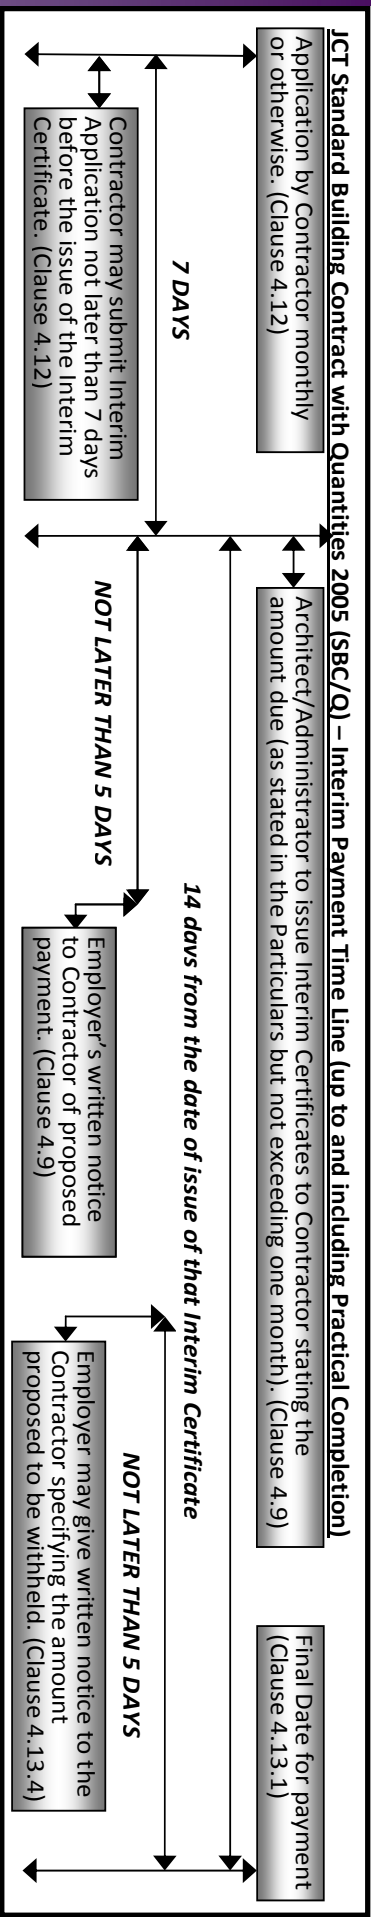 JCT Standard Building Contract with Quantities 2005 (SBC/Q) – Interim Payment Time Line (up to and including Practical Completion)
Application by Contractor monthly
or otherwise. (Clause 4.12)
Architect/Administrator to issue Interim Certificates to Contractor stating the
amount due (as stated in the Particulars but not exceeding one month). (Clause 4.9)
Final Date for payment
(Clause 4.13.1)
7 DAYS
14 days from the date of issue of that Interim Certificate
Contractor may submit Interim
Application not later than 7 days
before the issue of the Interim
Certificate. (Clause 4.12)
NOT LATER THAN 5 DAYS
Employer’s written notice
to Contractor of proposed
payment. (Clause 4.9)
NOT LATER THAN 5 DAYS
Employer may give written notice to the
Contractor specifying the amount
proposed to be withheld. (Clause 4.13.4)